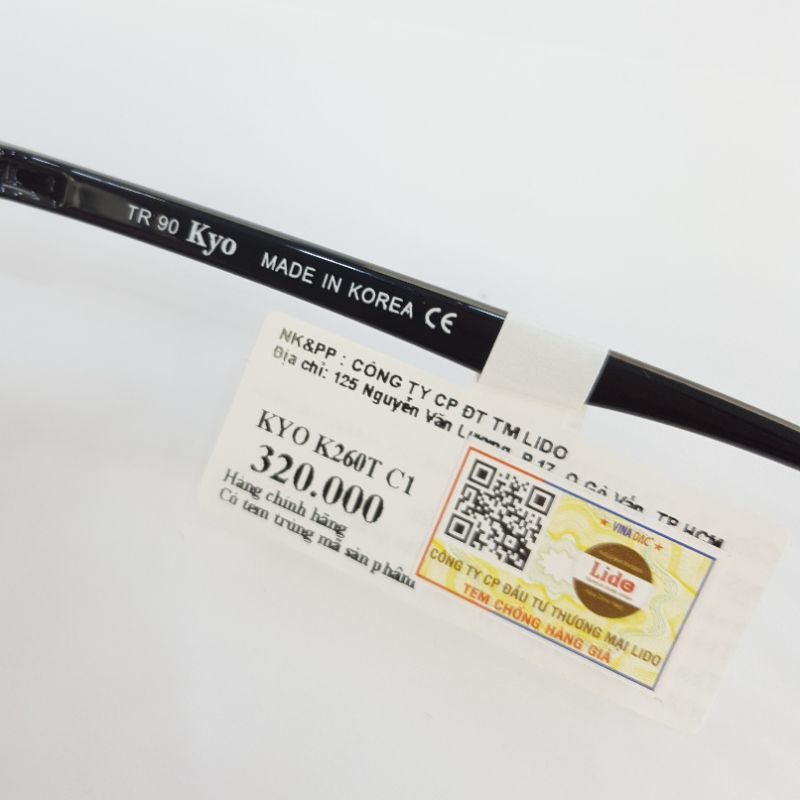 TR 90 Kyo MADE IN KOREA CE
NK&PP : CÔNG TY CP ĐT TM LIDO
Địa chỉ: 125 Nguyễn Văn Lượng, P.17, Q.Gò Vấp, TP.HCM
KYO K260T C1
320.000
Hàng chính hãng
Có tem trùng mã sản phẩm
★ VINA DAC ★
Lido
CÔNG TY CP ĐẦU TƯ THƯƠNG MẠI LIDO
TEM CHỐNG HÀNG GIẢ